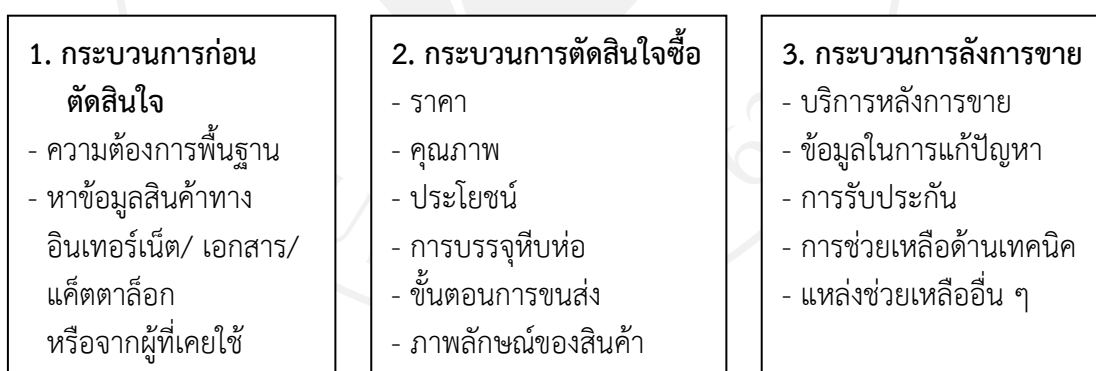 1. กระบวนการก่อน
ตัดสินใจ
- ความต้องการพื้นฐาน
- หาข้อมูลสินค้าทาง
อินเทอร์เน็ต/ เอกสาร/
แค็ตตาล็อก
หรือจากผู้ที่เคยใช้
2. กระบวนการตัดสินใจซื้อ
- ราคา
- คุณภาพ
- ประโยชน์
- การบรรจุหีบห่อ
- ขั้นตอนการขนส่ง
- ภาพลักษณ์ของสินค้า
3. กระบวนการลังการขาย
- บริการหลังการขาย
- ข้อมูลในการแก้ปัญหา
- การรับประกัน
- การช่วยเหลือด้านเทคนิค
- แหล่งช่วยเหลืออื่น ๆ